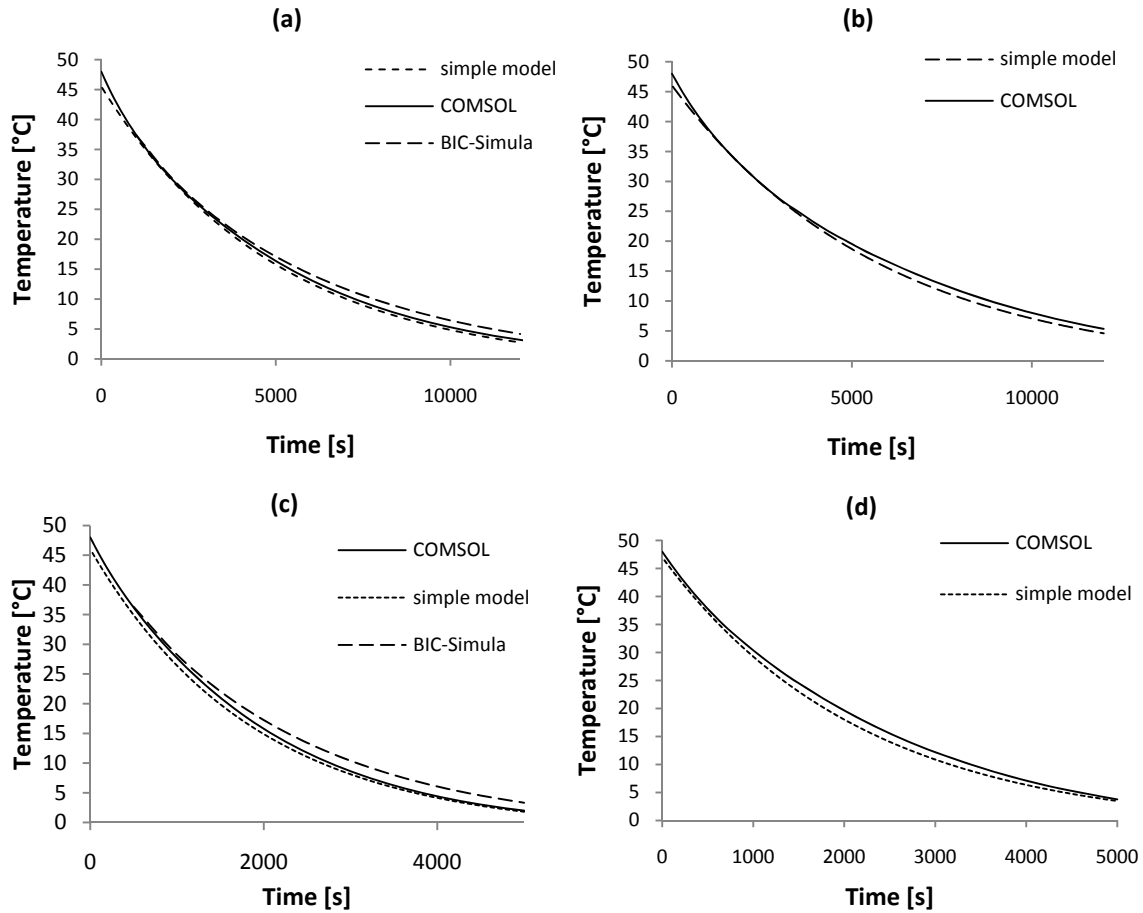 (a)
50
45
40
35
30
25
20
15
10
5
0
Temperature [°C]
simple model
COMSOL
BIC-Simula
0 5000 10000
Time [s]
(b)
50
45
40
35
30
25
20
15
10
5
0
Temperature [°C]
simple model
COMSOL
0 5000 10000
Time [s]
(c)
50
45
40
35
30
25
20
15
10
5
0
Temperature [°C]
COMSOL
simple model
BIC-Simula
0 2000 4000
Time [s]
(d)
50
45
40
35
30
25
20
15
10
5
0
Temperature [°C]
COMSOL
simple model
0 1000 2000 3000 4000 5000
Time [s]